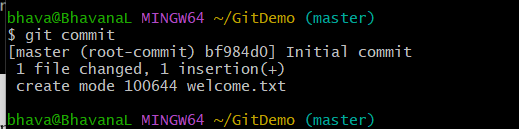 bhava@BhavanaL MINGW64 ~/GitDemo (master)
$ git commit
[master (root-commit) bf984d0] Initial commit
 1 file changed, 1 insertion(+)
 create mode 100644 welcome.txt

bhava@BhavanaL MINGW64 ~/GitDemo (master)